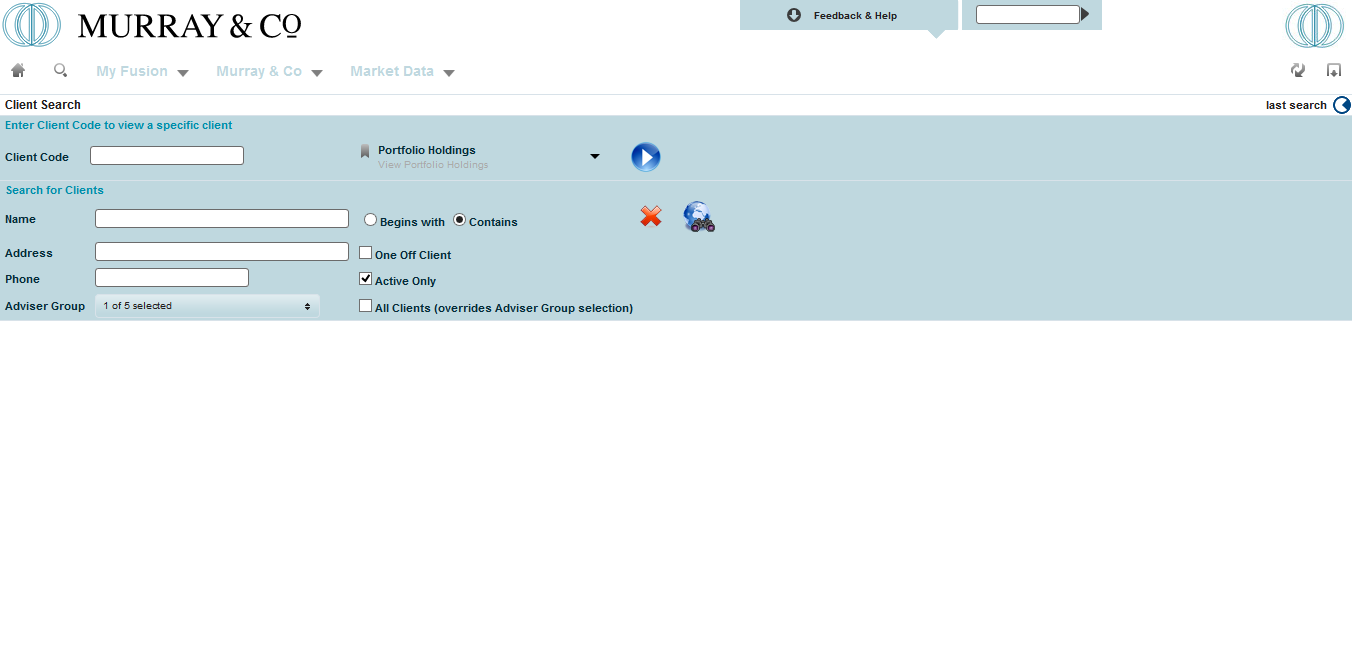 MURRAY & CO
Feedback & Help
My Fusion
Murray & Co
Market Data
Client Search
last search
Enter Client Code to view a specific client
Client Code
Portfolio Holdings
View Portfolio Holdings
Search for Clients
Name
Begins with
Contains
Address
One Off Client
Phone
Active Only
Adviser Group
1 of 5 selected
All Clients (overrides Adviser Group selection)